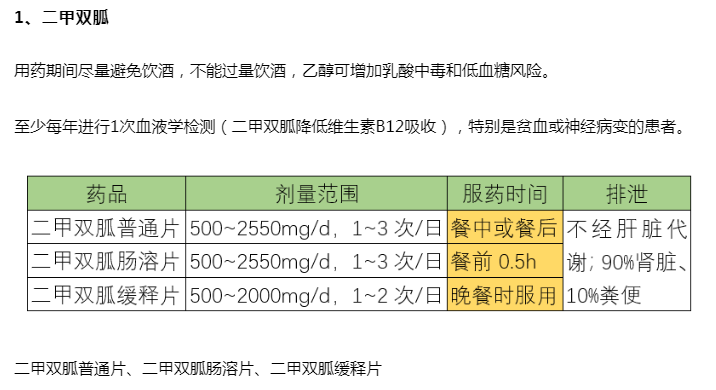 1、二甲双胍
用药期间尽量避免饮酒，不能过量饮酒，乙醇可增加乳酸中毒和低血糖风险。
至少每年进行1次血液学检测（二甲双胍降低维生素B12吸收），特别是贫血或神经病变的患者。
药品 剂量范围 服药时间 排泄
二甲双胍普通片 500~2550mg/d，1~3 次/日 餐中或餐后 不经肝脏代
二甲双胍肠溶片 500~2550mg/d，1~3 次/日 餐前 0.5h 谢；90%肾脏、
二甲双胍缓释片 500~2000mg/d，1~2 次/日 晚餐时服用 10%粪便
二甲双胍普通片、二甲双胍肠溶片、二甲双胍缓释片